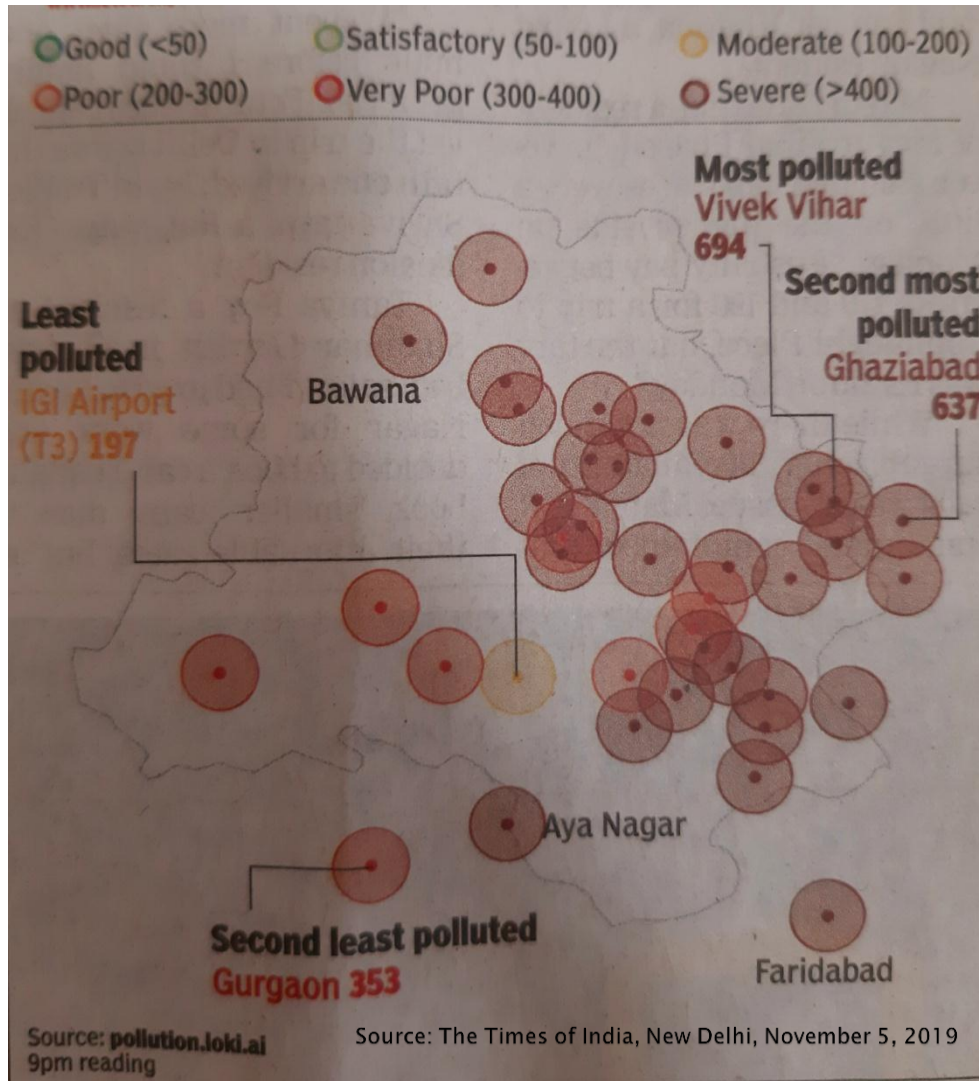 Good (<50)
Satisfactory (50-100)
Moderate (100-200)
Poor (200-300)
Very Poor (300-400)
Severe (>400)
Most polluted
Vivek Vihar
694
Second most
polluted
Ghaziabad
637
Least
polluted
IGI Airport
(T3) 197
Bawana
Aya Nagar
Second least polluted
Gurgaon 353
Faridabad
Source: pollution.loki.ai
9pm reading
Source: The Times of India, New Delhi, November 5, 2019